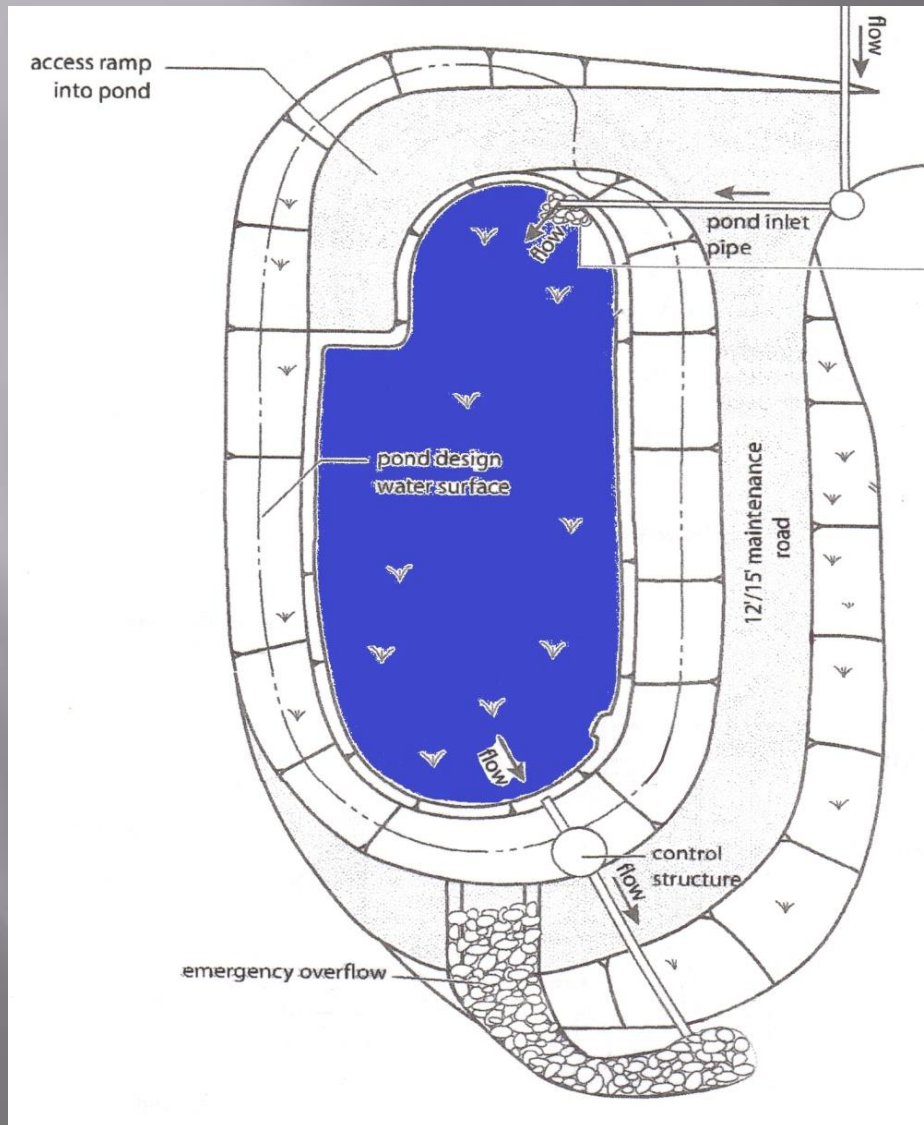 flow
access ramp
into pond
pond inlet
pipe
flow
pond design
water surface
12'/15' maintenance
road
flow
control
structure
flow
emergency overflow